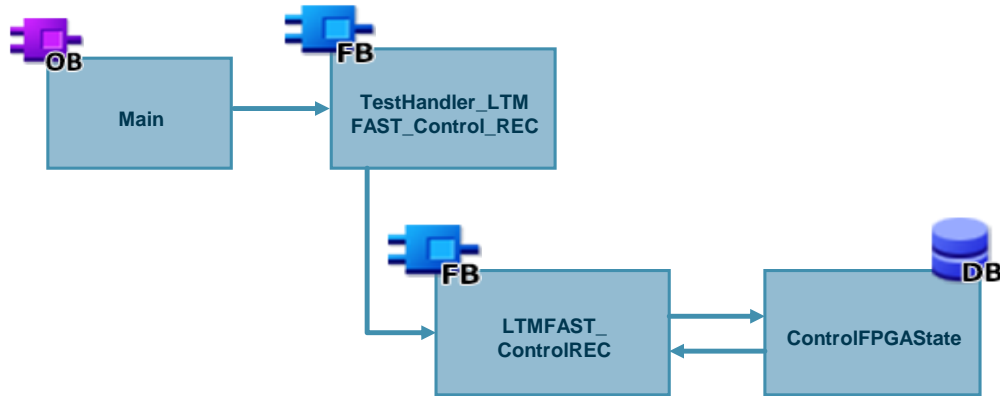 OB
Main
FB
TestHandler_LTM
FAST_Control_REC
FB
LTMFAST_
ControlREC
DB
ControlFPGAState